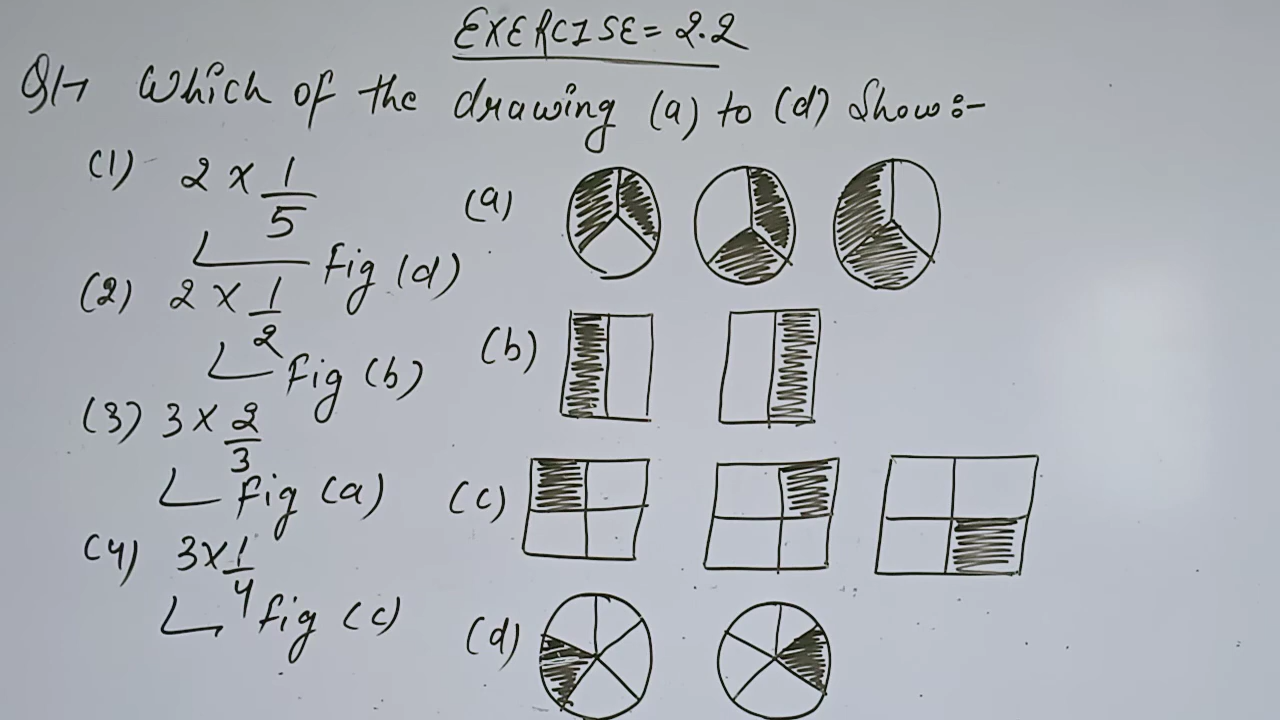 EXERCISE = 2.2
Q1→ Which of the drawing (a) to (d) Show:-
(1) 2 × 1/5
fig (d)
(2) 2 × 1/2
fig (b)
(3) 3 × 2/3
fig (a)
(4) 3 × 1/4
fig (c)
(a)
(b)
(c)
(d)